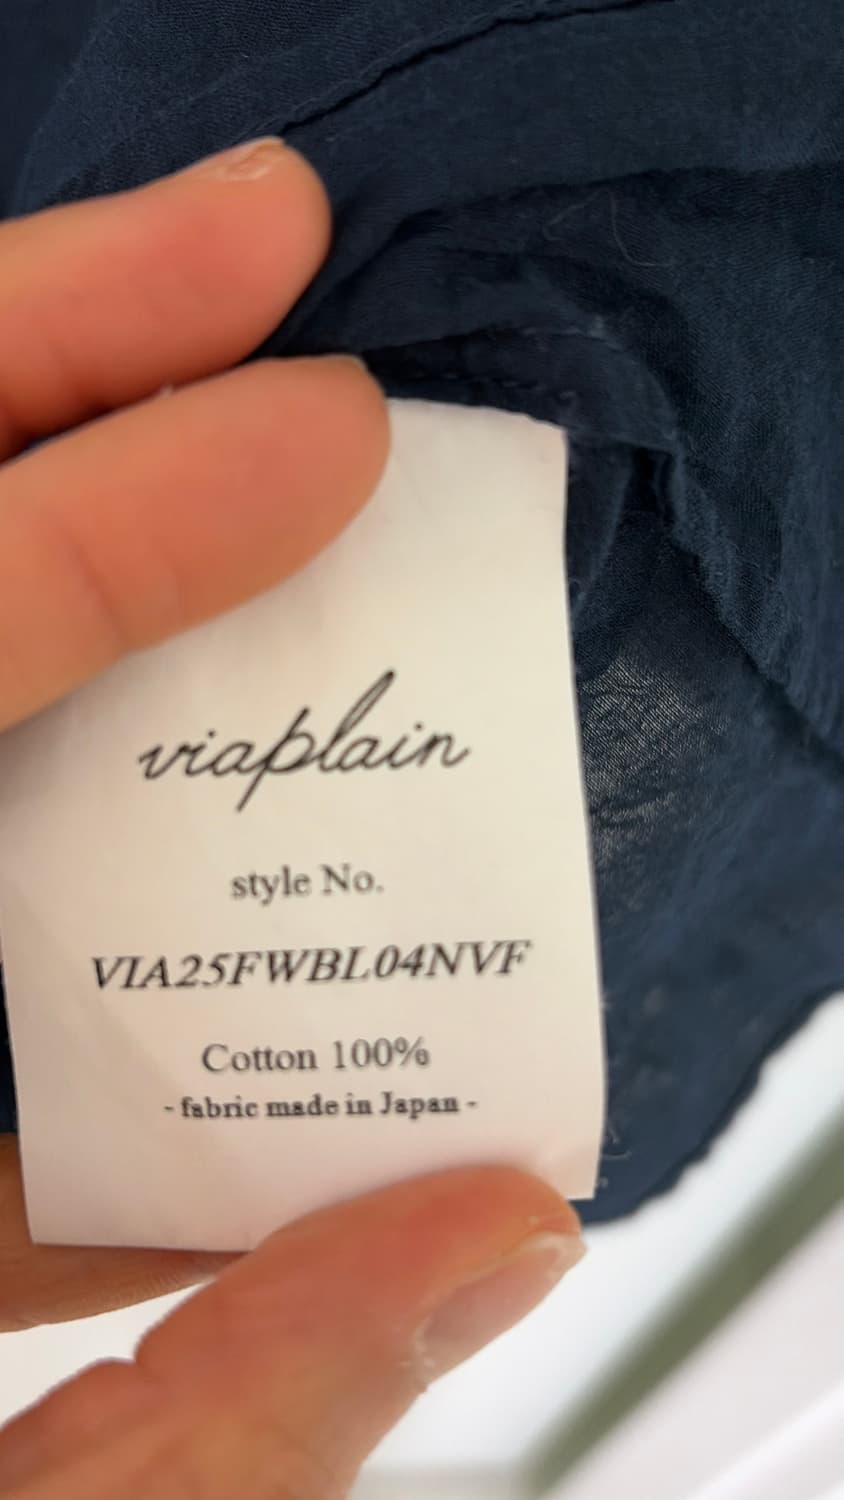 viaplain
style No.
VIA25FWBL04NVF
Cotton 100%
- fabric made in Japan -